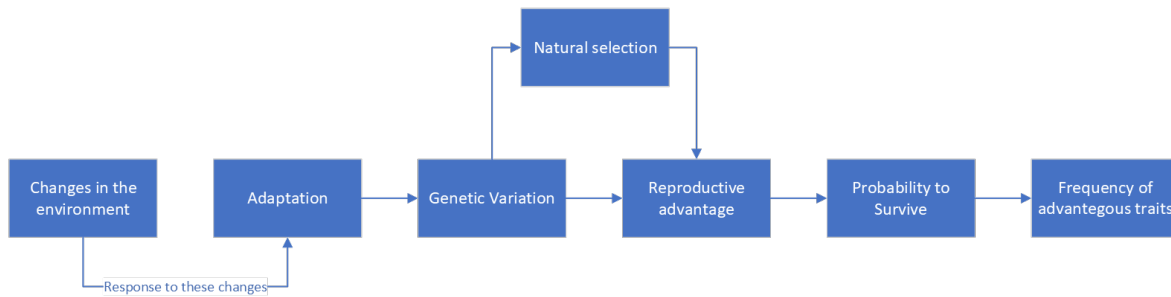 Natural selection
Changes in the
environment
Adaptation
Genetic Variation
Reproductive
advantage
Probability to
Survive
Frequency of
advantegous traits
Response to these changes